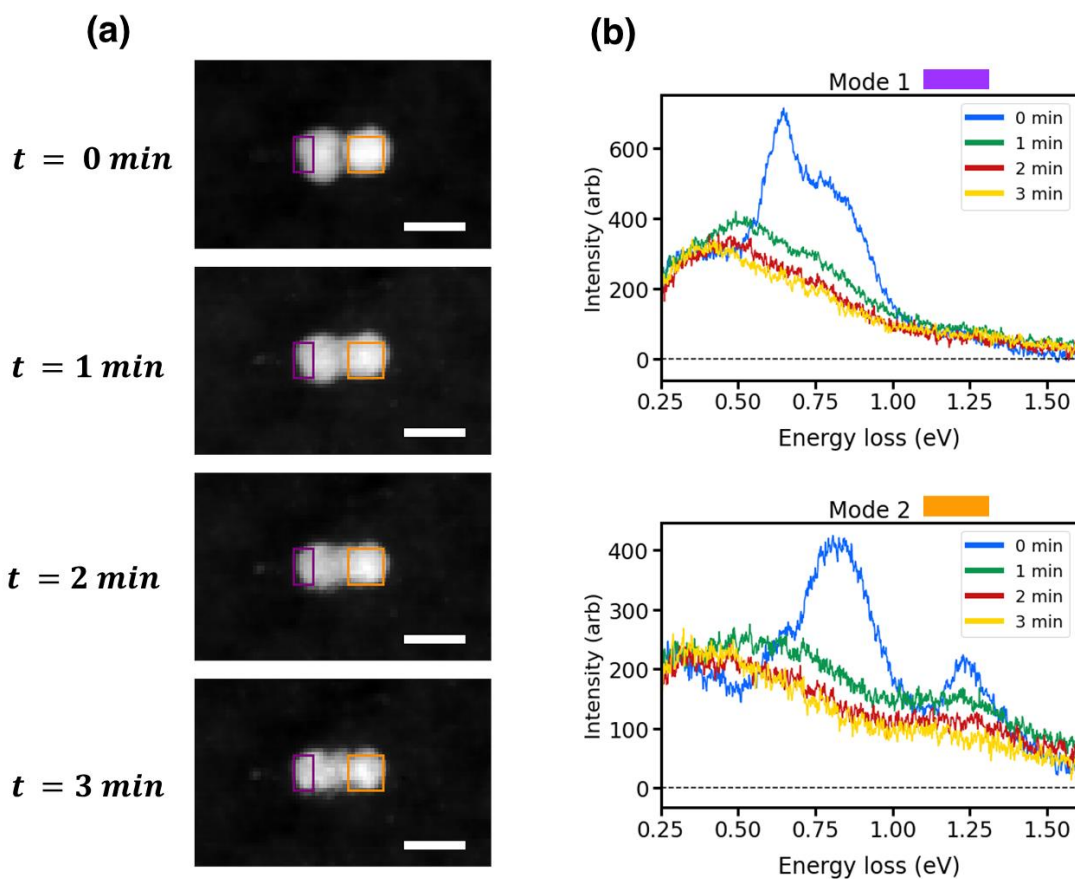 (a)
t = 0 min
t = 1 min
t = 2 min
t = 3 min
(b)
Mode 1
0 min
1 min
2 min
3 min
600
400
200
0
Intensity (arb)
0.25 0.50 0.75 1.00 1.25 1.50
Energy loss (eV)
Mode 2
0 min
1 min
2 min
3 min
400
300
200
100
0
Intensity (arb)
0.25 0.50 0.75 1.00 1.25 1.50
Energy loss (eV)